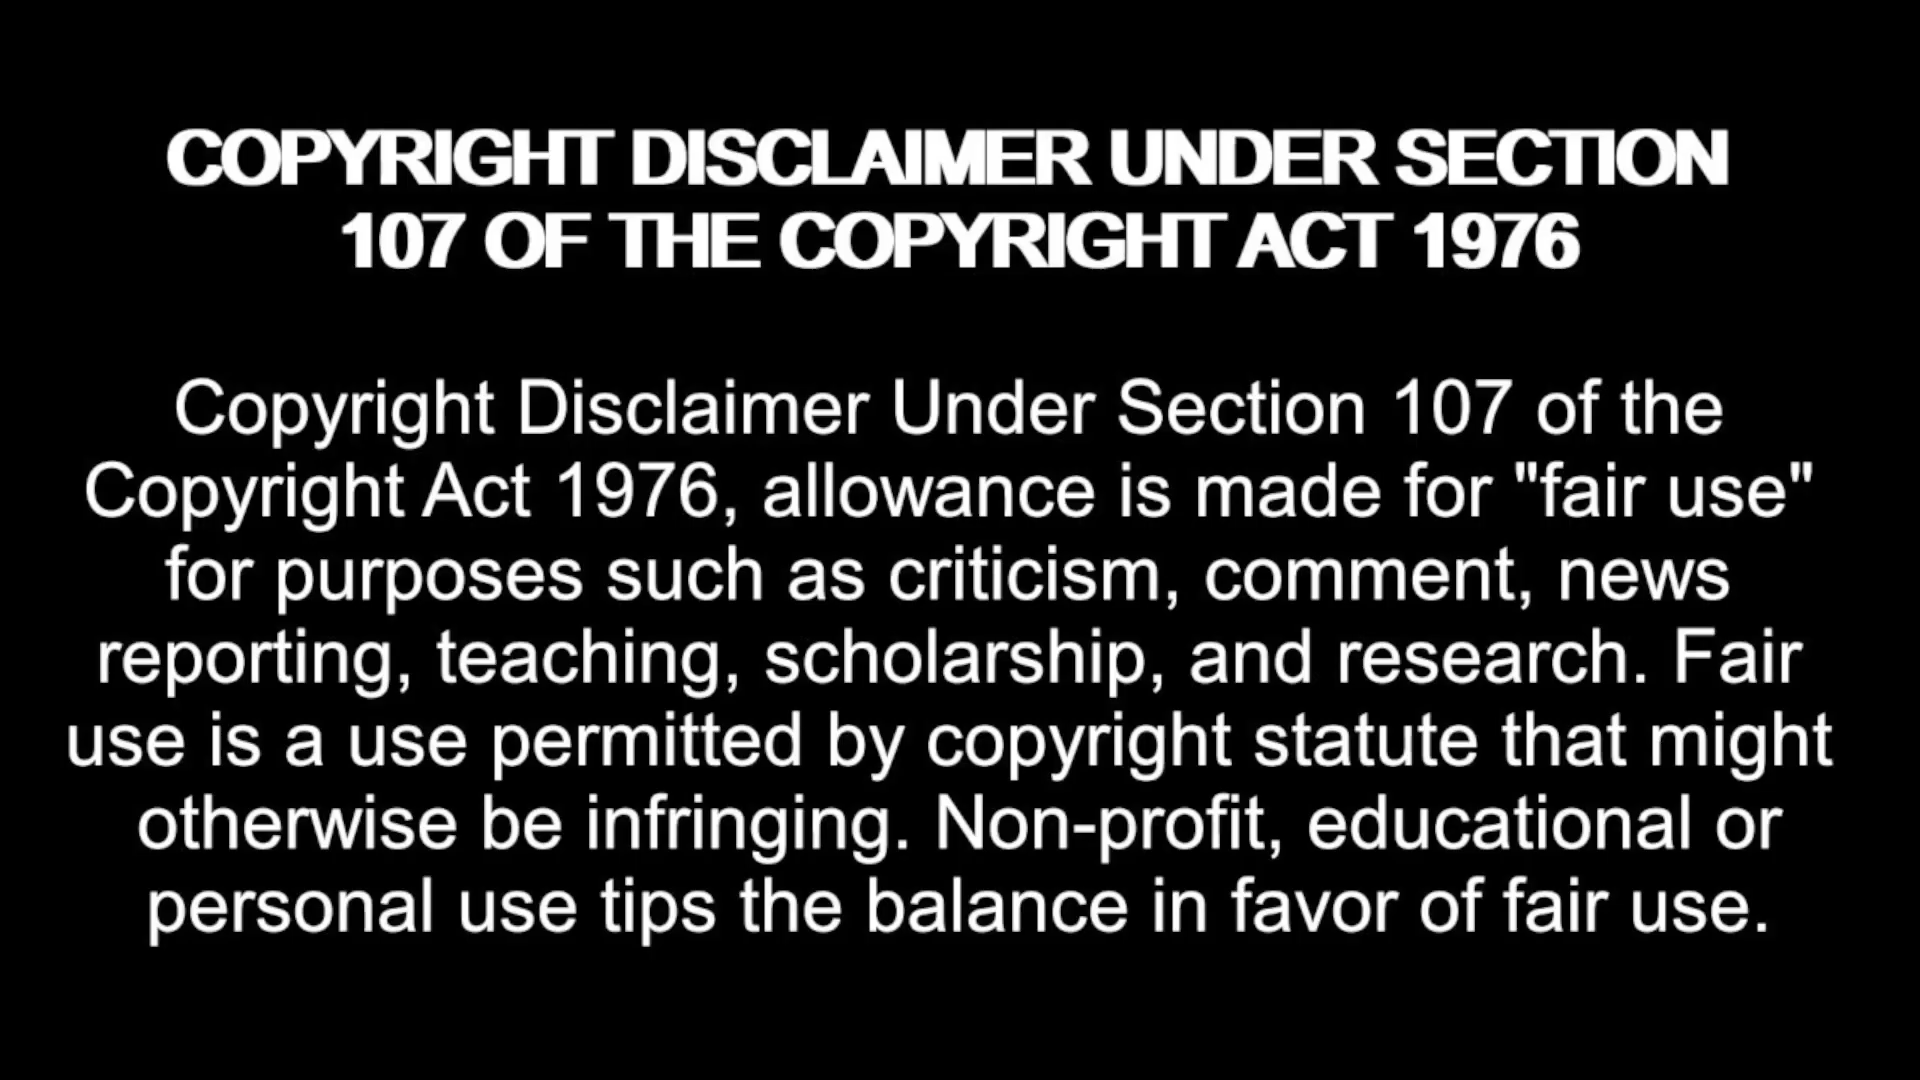 COPYRIGHT DISCLAIMER UNDER SECTION
107 OF THE COPYRIGHT ACT 1976
Copyright Disclaimer Under Section 107 of the
Copyright Act 1976, allowance is made for "fair use"
for purposes such as criticism, comment, news
reporting, teaching, scholarship, and research. Fair
use is a use permitted by copyright statute that might
otherwise be infringing. Non-profit, educational or
personal use tips the balance in favor of fair use.